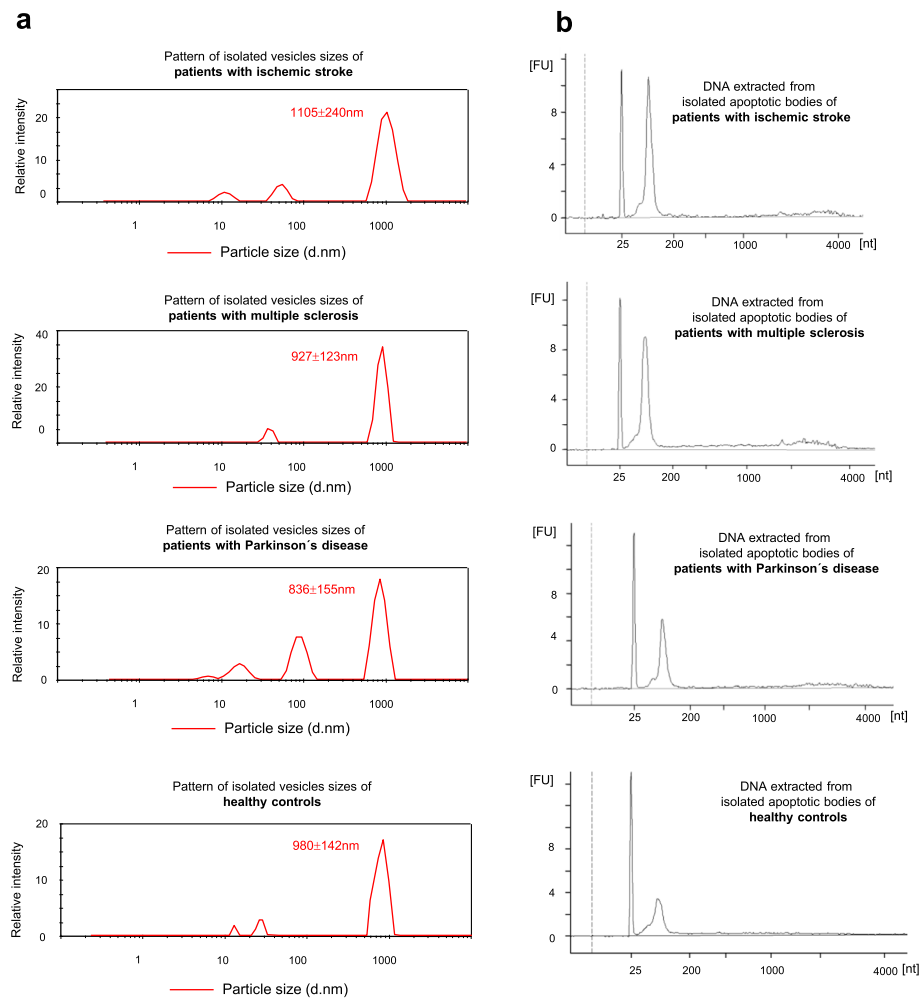 a
Pattern of isolated vesicles sizes of
patients with ischemic stroke
Relative intensity
20
10
0
1105±240nm
1
10
100
1000
Particle size (d.nm)
Pattern of isolated vesicles sizes of
patients with multiple sclerosis
Relative intensity
40
20
0
927±123nm
1
10
100
1000
Particle size (d.nm)
Pattern of isolated vesicles sizes of
patients with Parkinson´s disease
Relative intensity
20
10
0
836±155nm
1
10
100
1000
Particle size (d.nm)
Pattern of isolated vesicles sizes of
healthy controls
Relative intensity
20
10
0
980±142nm
1
10
100
1000
Particle size (d.nm)
b
[FU]
DNA extracted from
isolated apoptotic bodies of
patients with ischemic stroke
8
4
0
25
200
1000
4000
[nt]
[FU]
DNA extracted from
isolated apoptotic bodies of
patients with multiple sclerosis
8
4
0
25
200
1000
4000
[nt]
[FU]
DNA extracted from
isolated apoptotic bodies of
patients with Parkinson´s disease
8
4
0
25
200
1000
4000
[nt]
[FU]
DNA extracted from
isolated apoptotic bodies of
healthy controls
8
4
0
25
200
1000
4000
[nt]